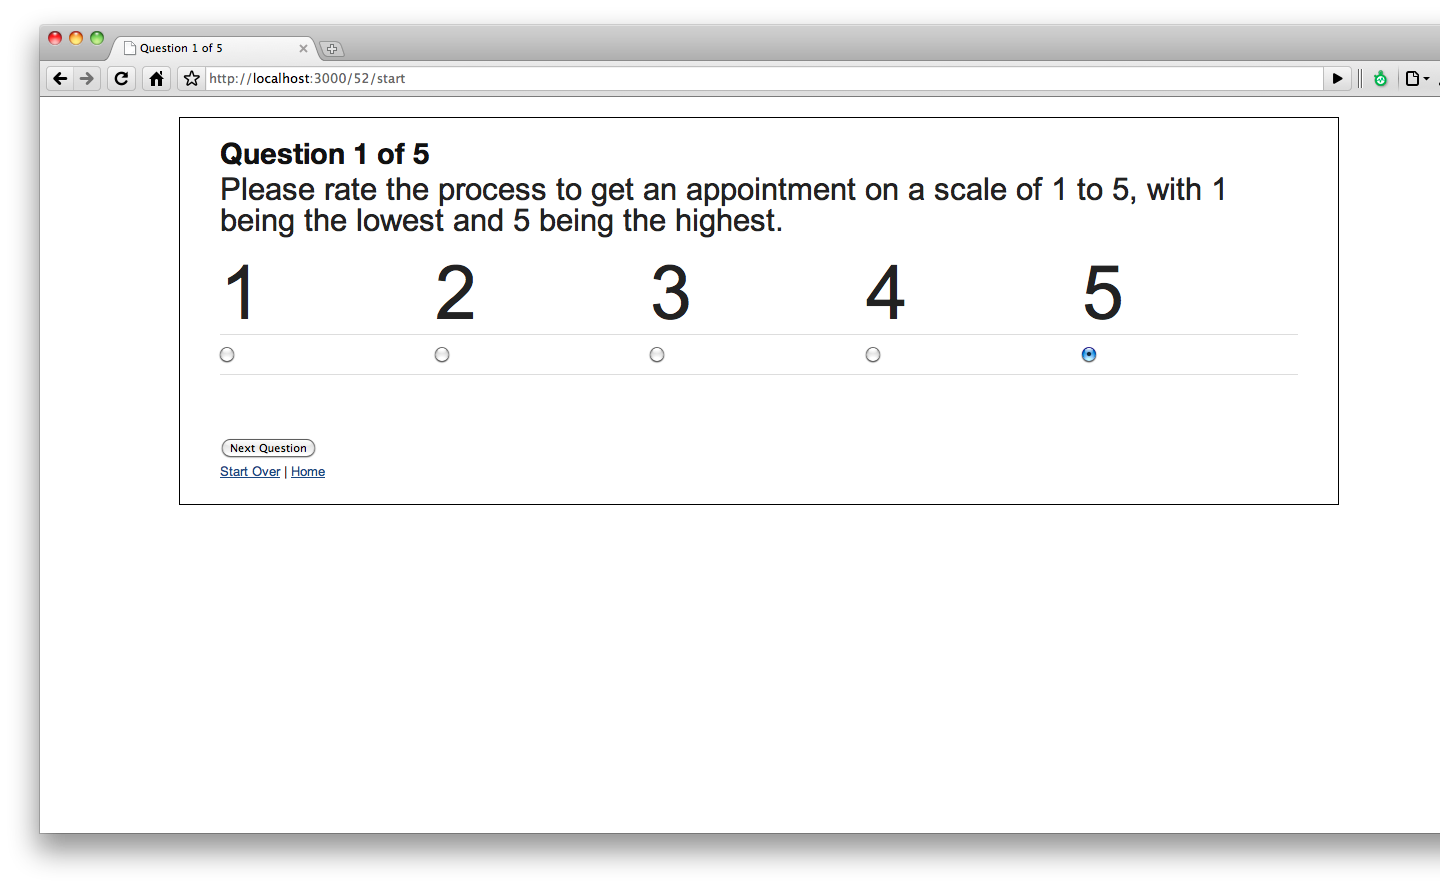 Question 1 of 5
http://localhost:3000/52/start
Question 1 of 5
Please rate the process to get an appointment on a scale of 1 to 5, with 1
being the lowest and 5 being the highest.
1 2 3 4 5
Next Question
Start Over | Home